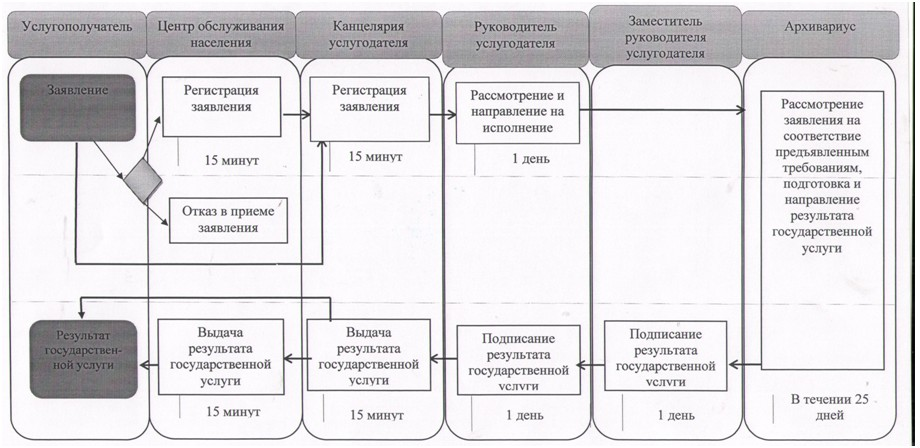 Услугополучатель
Центр обслуживания
населения
Канцелярия
услугодателя
Руководитель
услугодателя
Заместитель
руководителя
услугодателя
Архивариус
Заявление
Регистрация
заявления
15 минут
Отказ в приеме
заявления
Регистрация
заявления
15 минут
Рассмотрение и
направление на
исполнение
1 день
Рассмотрение
заявления на
соответствие
предъявленным
требованиям,
подготовка и
направление
результата
государственной
услуги
В течении 25
дней
Подписание
результата
государственной
услуги
1 день
Подписание
результата
государственной
услуги
1 день
Выдача
результата
государственной
услуги
15 минут
Выдача
результата
государственной
услуги
15 минут
Результат
государствен-
ной услуги